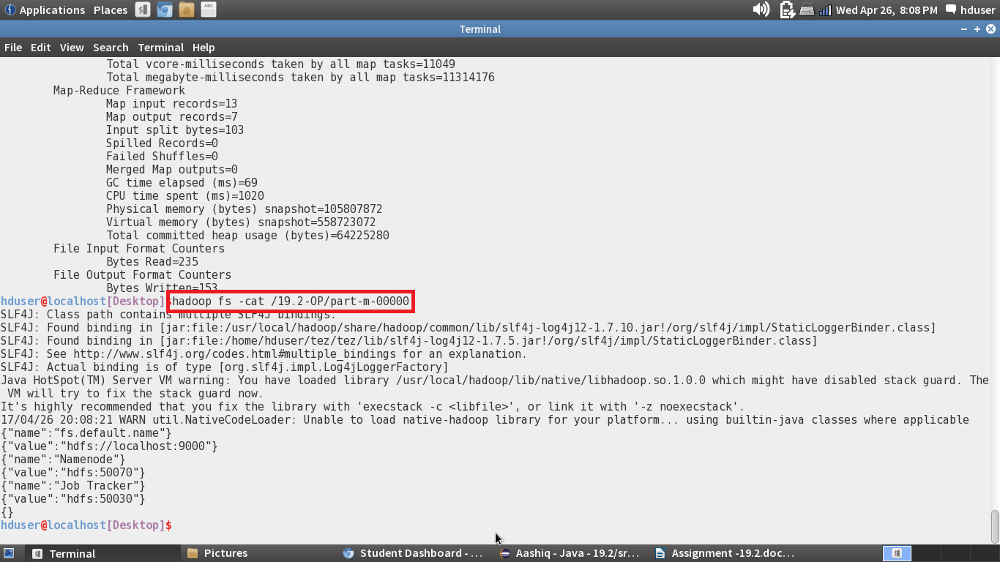 Applications Places ABC Wed Apr 26, 8:08 PM hduser
Terminal
File Edit View Search Terminal Help
Total vcore-milliseconds taken by all map tasks=11049
Total megabyte-milliseconds taken by all map tasks=11314176
Map-Reduce Framework
Map input records=13
Map output records=7
Input split bytes=103
Spilled Records=0
Failed Shuffles=0
Merged Map outputs=0
GC time elapsed (ms)=69
CPU time spent (ms)=1020
Physical memory (bytes) snapshot=105807872
Virtual memory (bytes) snapshot=558723072
Total committed heap usage (bytes)=64225280
File Input Format Counters
Bytes Read=235
File Output Format Counters
Bytes Written=153
hduser@localhost[Desktop]$hadoop fs -cat /19.2-OP/part-m-00000
SLF4J: Class path contains multiple SLF4J bindings.
SLF4J: Found binding in [jar:file:/usr/local/hadoop/share/hadoop/common/lib/slf4j-log4j12-1.7.10.jar!/org/slf4j/impl/StaticLoggerBinder.class]
SLF4J: Found binding in [jar:file:/home/hduser/tez/tez/lib/slf4j-log4j12-1.7.5.jar!/org/slf4j/impl/StaticLoggerBinder.class]
SLF4J: See http://www.slf4j.org/codes.html#multiple_bindings for an explanation.
SLF4J: Actual binding is of type [org.slf4j.impl.Log4jLoggerFactory]
Java HotSpot(TM) Server VM warning: You have loaded library /usr/local/hadoop/lib/native/libhadoop.so.1.0.0 which might have disabled stack guard. The
VM will try to fix the stack guard now.
It's highly recommended that you fix the library with 'execstack -c <libfile>', or link it with '-z noexecstack'.
17/04/26 20:08:21 WARN util.NativeCodeLoader: Unable to load native-hadoop library for your platform... using builtin-java classes where applicable
{"name":"fs.default.name"}
{"value":"hdfs://localhost:9000"}
{"name":"Namenode"}
{"value":"hdfs:50070"}
{"name":"Job Tracker"}
{"value":"hdfs:50030"}
{}
hduser@localhost[Desktop]$
Terminal Pictures Student Dashboard - ... Aashiq - Java - 19.2/sr... Assignment -19.2.doc...